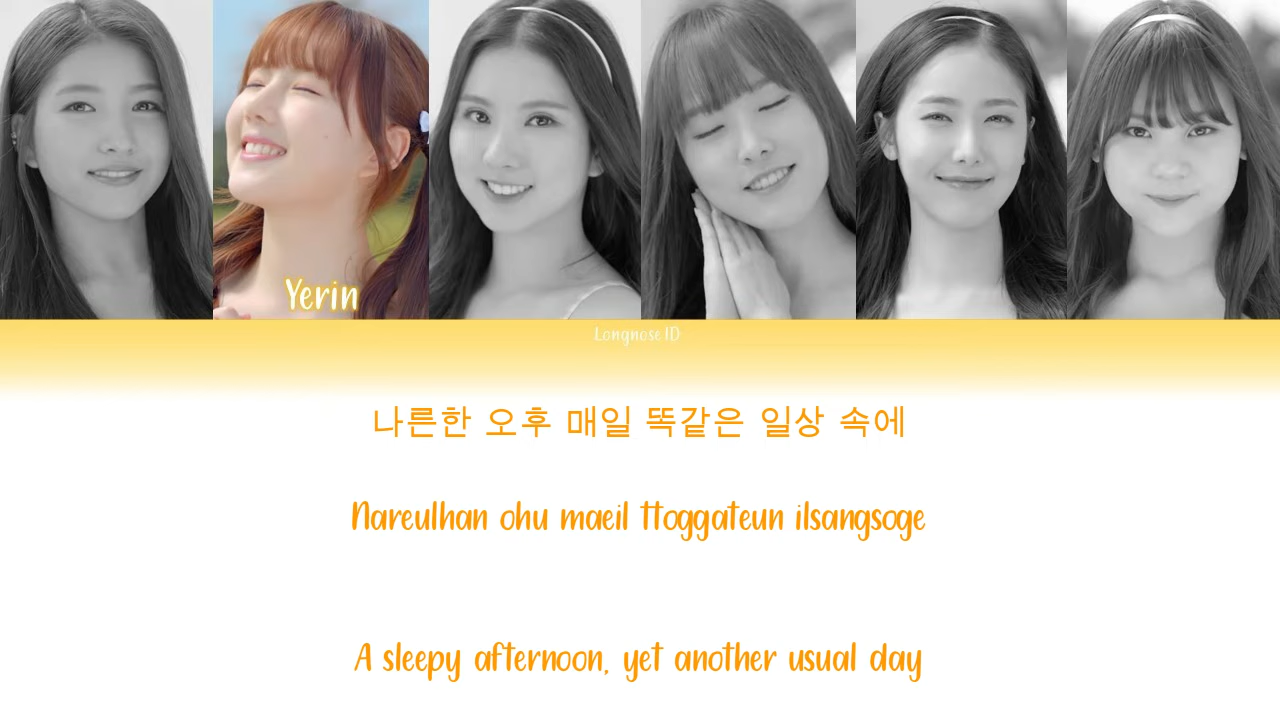 Yerin
Longnose ID
나른한 오후 매일 똑같은 일상 속에
Nareulhan ohu maeil ttoggateun ilsangsoge
A sleepy afternoon, yet another usual day